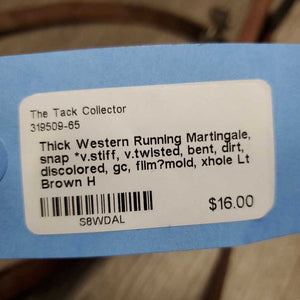 The Tack Collector
319509-65
Thick Western Running Martingale,
snap *v.stiff, v.twisted, bent, dirt,
discolored, gc, film?mold, xhole Lt
Brown H
S8WDAL
$16.00